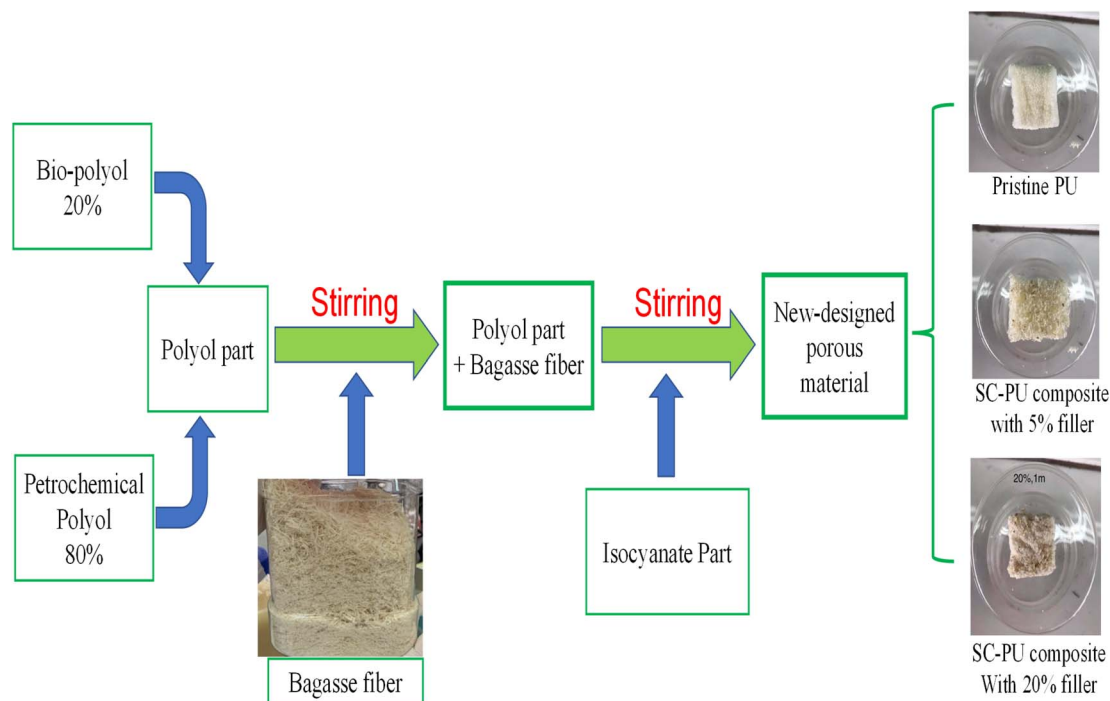 Bio-polyol
20%
Polyol part
Petrochemical
Polyol
80%
Stirring
Bagasse fiber
Polyol part
+ Bagasse fiber
Stirring
Isocyanate Part
New-designed
porous
material
Pristine PU
SC-PU composite
with 5% filler
20%,1m
SC-PU composite
With 20% filler